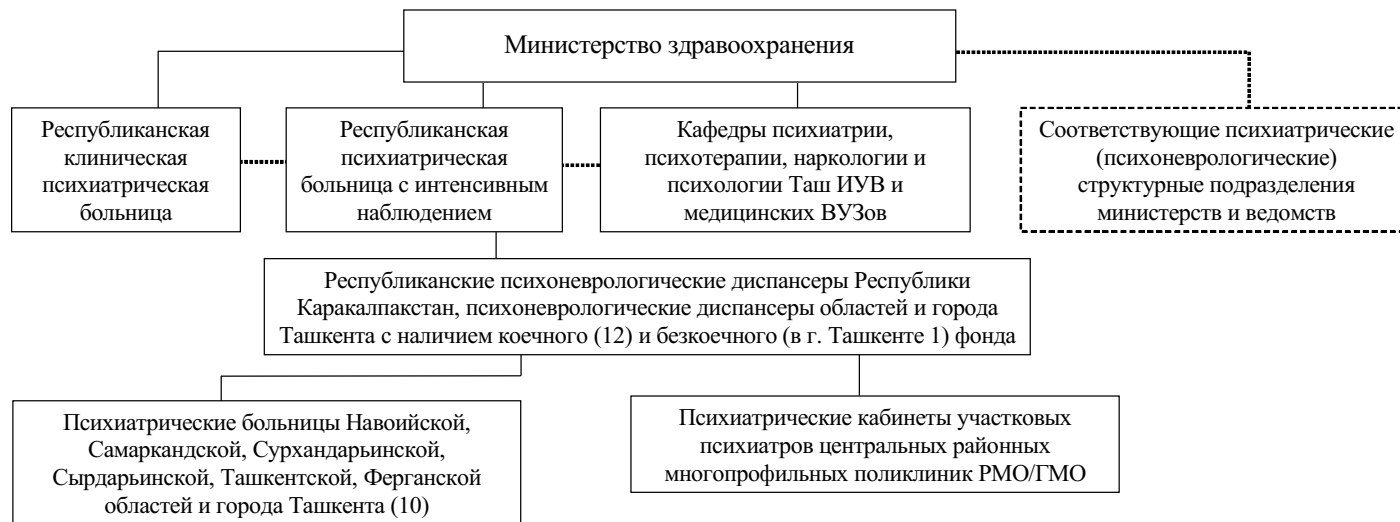 Министерство здравоохранения
Республиканская
клиническая
психиатрическая
больница
Республиканская
психиатрическая
больница с интенсивным
наблюдением
Кафедры психиатрии,
психотерапии, наркологии и
психологии Таш ИУВ и
медицинских ВУЗов
Соответствующие психиатрические
(психоневрологические)
структурные подразделения
министерств и ведомств
Республиканские психоневрологические диспансеры Республики
Каракалпакстан, психоневрологические диспансеры областей и города
Ташкента с наличием коечного (12) и безкоечного (в г. Ташкенте 1) фонда
Психиатрические больницы Навоийской,
Самаркандской, Сурхандарьинской,
Сырдарьинской, Ташкентской, Ферганской
областей и города Ташкента (10)
Психиатрические кабинеты участковых
психиатров центральных районных
многопрофильных поликлиник РМО/ГМО